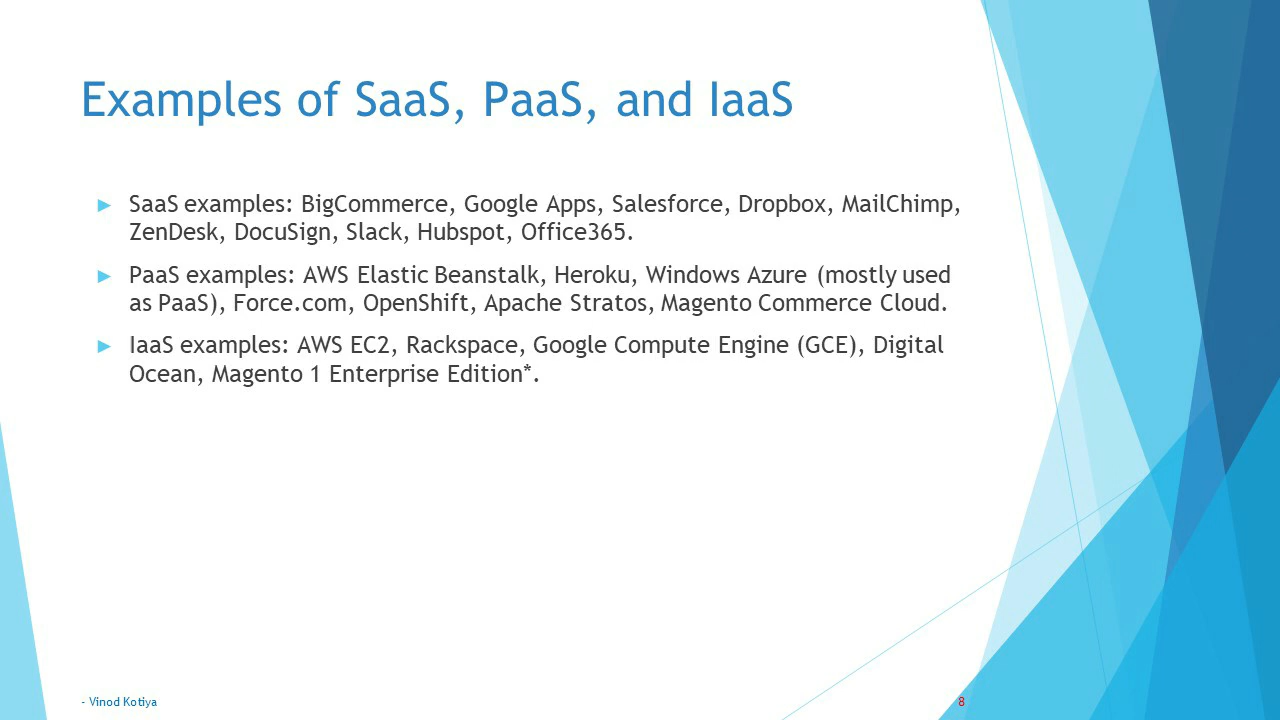 Examples of SaaS, PaaS, and IaaS
► SaaS examples: BigCommerce, Google Apps, Salesforce, Dropbox, MailChimp,
ZenDesk, DocuSign, Slack, Hubspot, Office365.
► PaaS examples: AWS Elastic Beanstalk, Heroku, Windows Azure (mostly used
as PaaS), Force.com, OpenShift, Apache Stratos, Magento Commerce Cloud.
► IaaS examples: AWS EC2, Rackspace, Google Compute Engine (GCE), Digital
Ocean, Magento 1 Enterprise Edition*.
- Vinod Kotiya
8